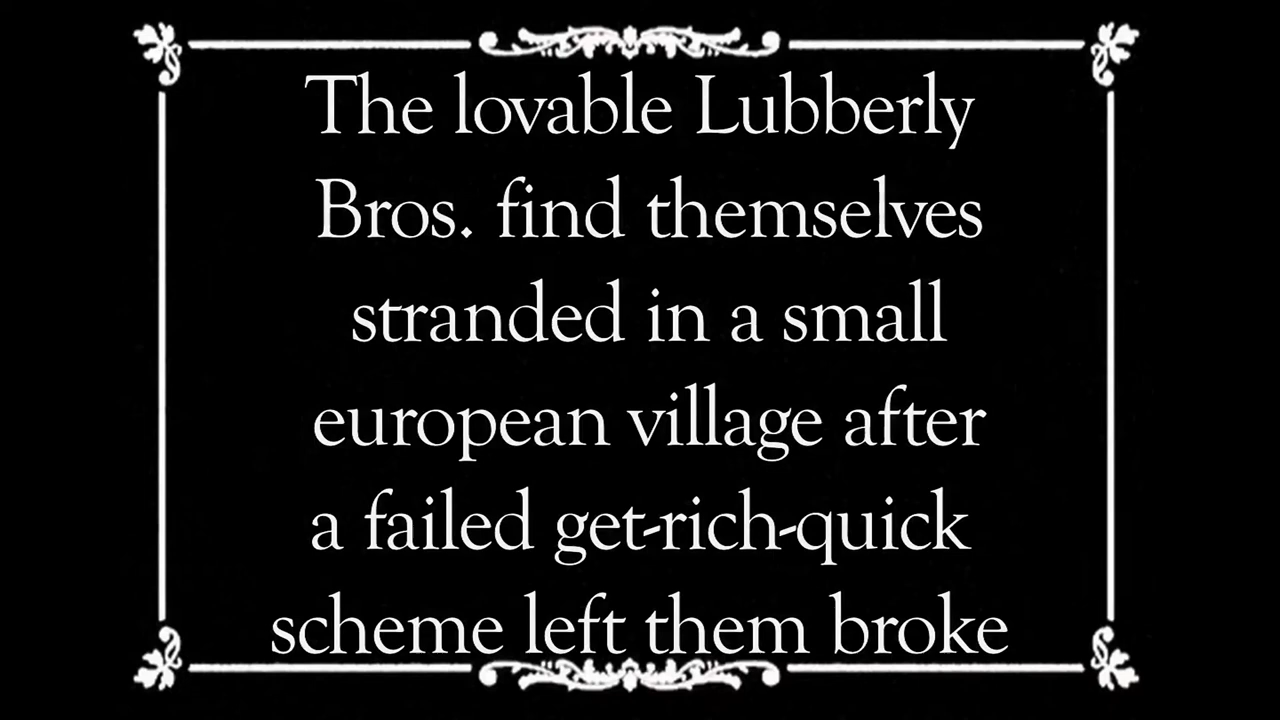 The lovable Lubberly
Bros. find themselves
stranded in a small
european village after
a failed get-rich-quick
scheme left them broke